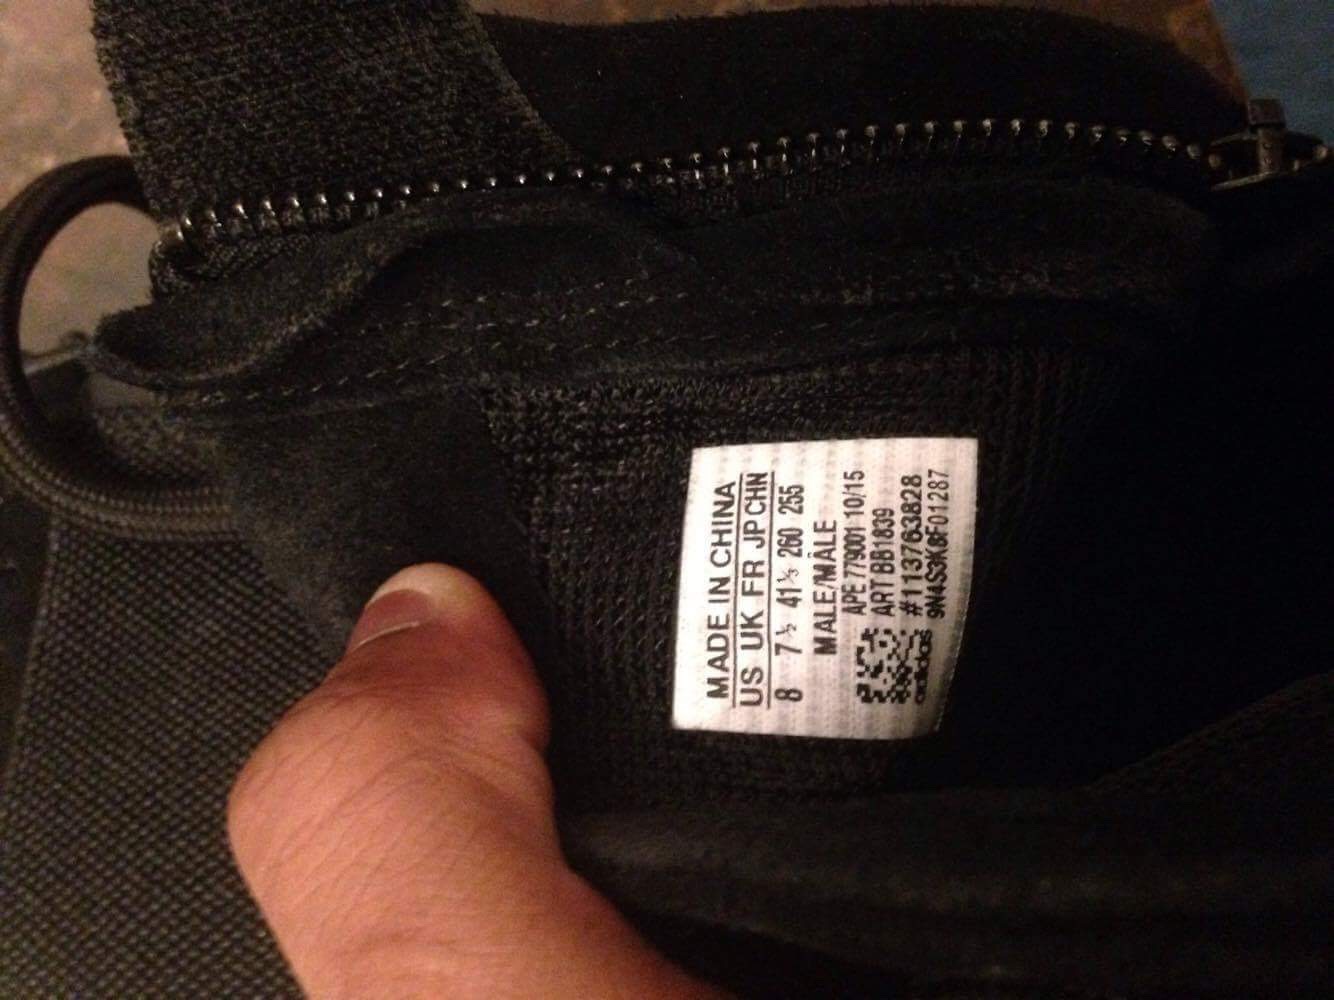 MADE IN CHINA
US UK FR JP CHN
8 7½ 41⅓ 260 255
MALE/MÂLE
APE 779001 10/15
ART BB1839
#113763828
9N4S3K8F01287
adidas